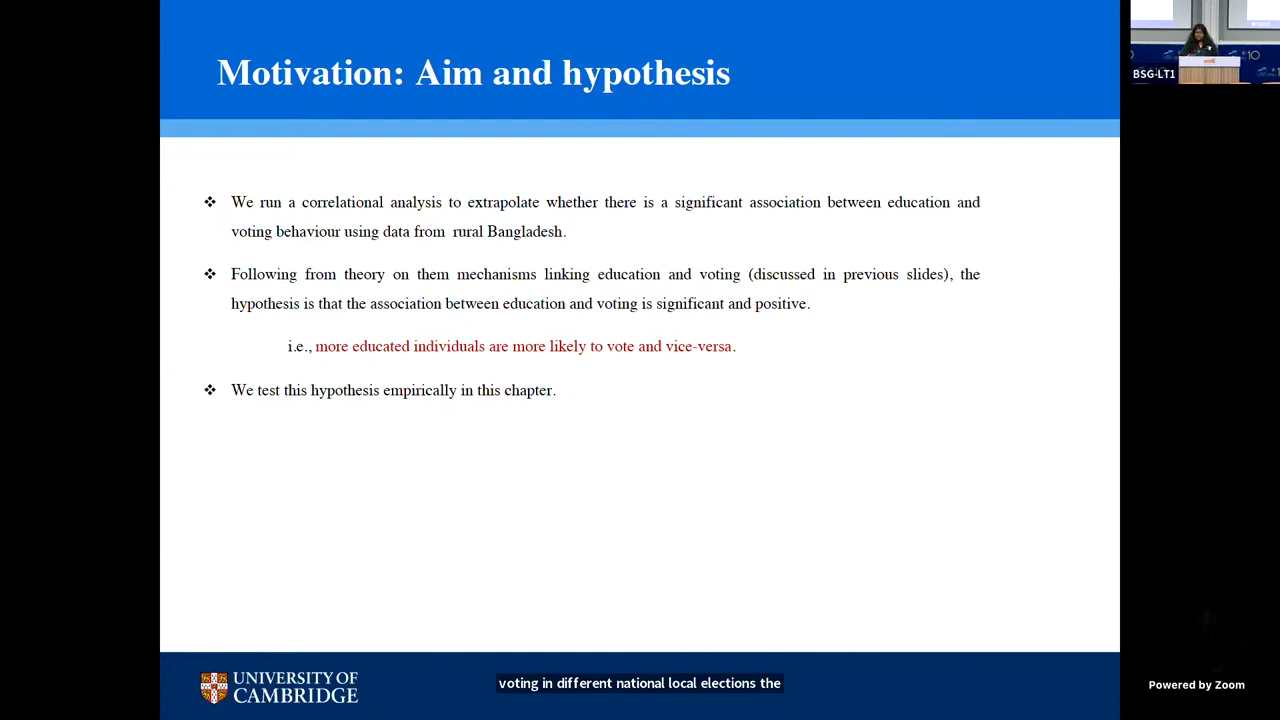 Motivation: Aim and hypothesis
BSG-LT1
❖ We run a correlational analysis to extrapolate whether there is a significant association between education and
voting behaviour using data from rural Bangladesh.
❖ Following from theory on them mechanisms linking education and voting (discussed in previous slides), the
hypothesis is that the association between education and voting is significant and positive.
i.e., more educated individuals are more likely to vote and vice-versa.
❖ We test this hypothesis empirically in this chapter.
UNIVERSITY OF
CAMBRIDGE
voting in different national local elections the
Powered by Zoom